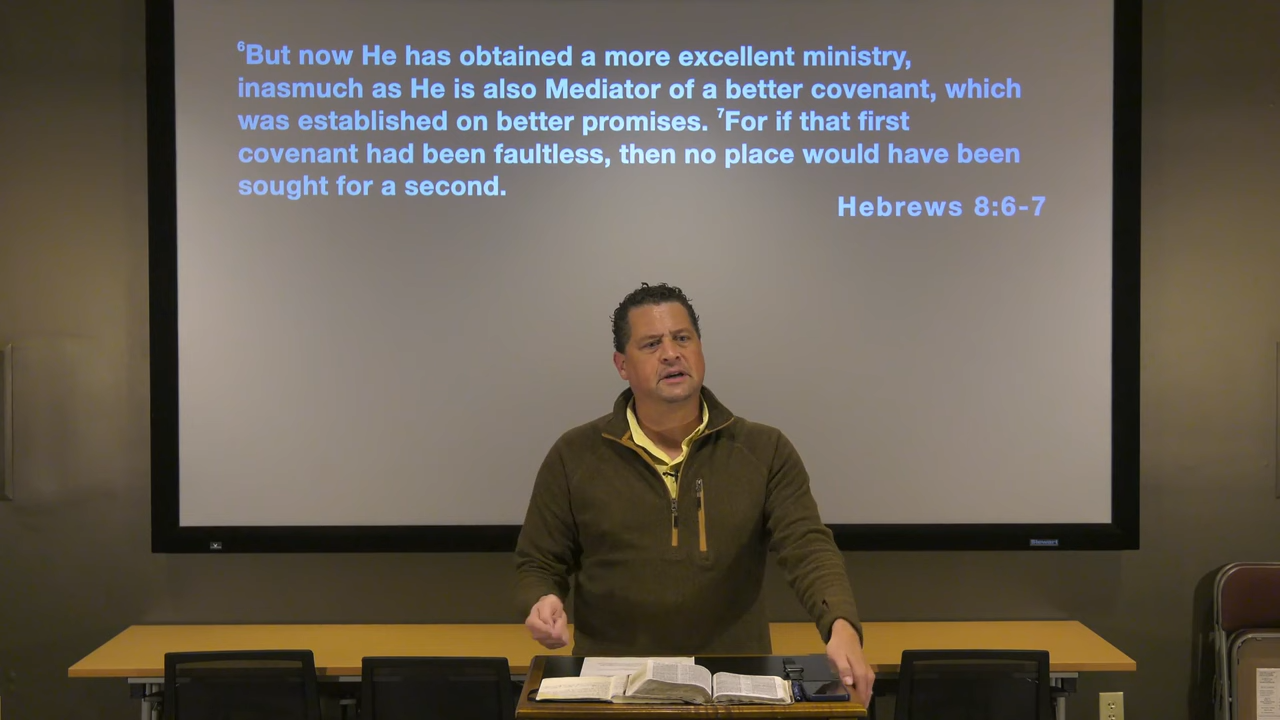 ⁶But now He has obtained a more excellent ministry,
inasmuch as He is also Mediator of a better covenant, which
was established on better promises. ⁷For if that first
covenant had been faultless, then no place would have been
sought for a second.
Hebrews 8:6-7
Stewart